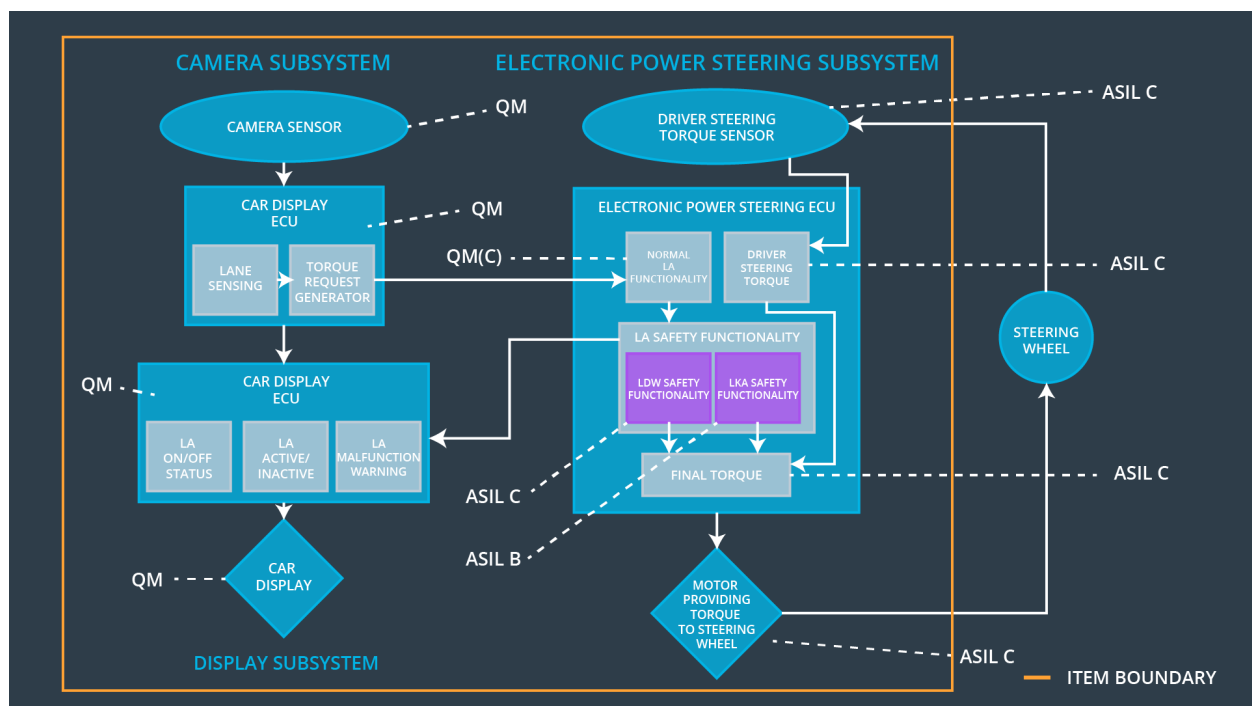 CAMERA SUBSYSTEM
ELECTRONIC POWER STEERING SUBSYSTEM
CAMERA SENSOR
QM
DRIVER STEERING
TORQUE SENSOR
ASIL C
CAR DISPLAY
ECU
QM
LANE
SENSING
TORQUE
REQUEST
GENERATOR
QM(C)
ELECTRONIC POWER STEERING ECU
NORMAL
LA
FUNCTIONALITY
DRIVER
STEERING
TORQUE
ASIL C
LA SAFETY FUNCTIONALITY
LDW SAFETY
FUNCTIONALITY
LKA SAFETY
FUNCTIONALITY
STEERING
WHEEL
QM
CAR DISPLAY
ECU
LA
ON/OFF
STATUS
LA
ACTIVE/
INACTIVE
LA
MALFUNCTION
WARNING
FINAL TORQUE
ASIL C
ASIL C
ASIL B
QM
CAR
DISPLAY
MOTOR
PROVIDING
TORQUE
TO STEERING
WHEEL
ASIL C
DISPLAY SUBSYSTEM
ITEM BOUNDARY